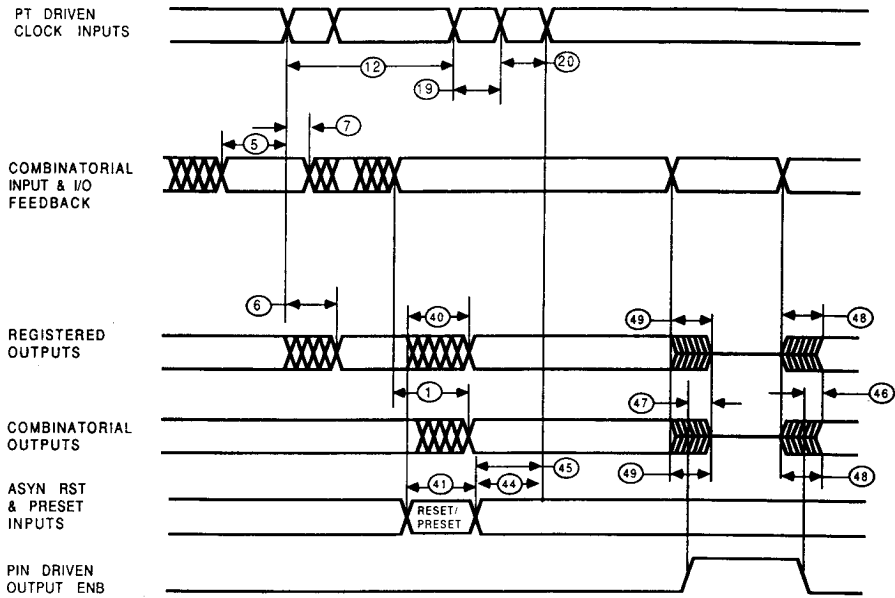 PT DRIVEN
CLOCK INPUTS
12
19
20
5
7
COMBINATORIAL
INPUT & I/O
FEEDBACK
6
40
49
48
REGISTERED
OUTPUTS
1
47
46
COMBINATORIAL
OUTPUTS
45
49
48
41
44
ASYN RST
& PRESET
INPUTS
RESET/
PRESET
PIN DRIVEN
OUTPUT ENB